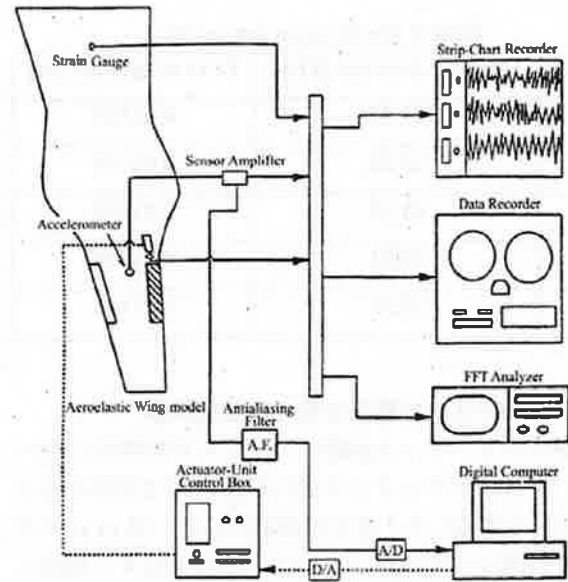 Strain Gauge
Strip-Chart Recorder
Sensor Amplifier
Accelerometer
Data Recorder
Aeroelastic Wing model
Antialiasing
Filter
A.F.
FFT Analyzer
Actuator-Unit
Control Box
Digital Computer
A/D
D/A